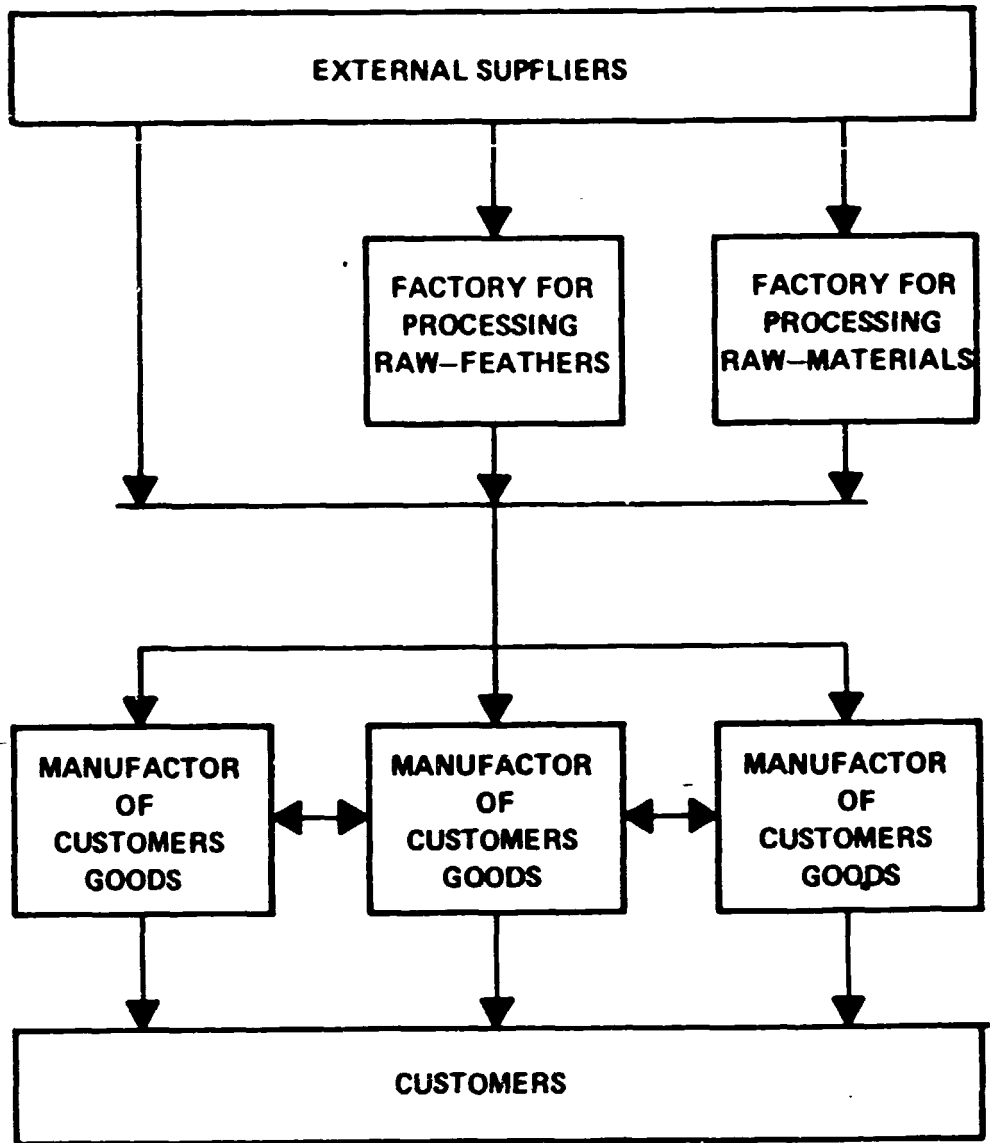 EXTERNAL SUPPLIERS
FACTORY FOR
PROCESSING
RAW—FEATHERS
FACTORY FOR
PROCESSING
RAW—MATERIALS
MANUFACTOR
OF
CUSTOMERS
GOODS
MANUFACTOR
OF
CUSTOMERS
GOODS
MANUFACTOR
OF
CUSTOMERS
GOODS
CUSTOMERS